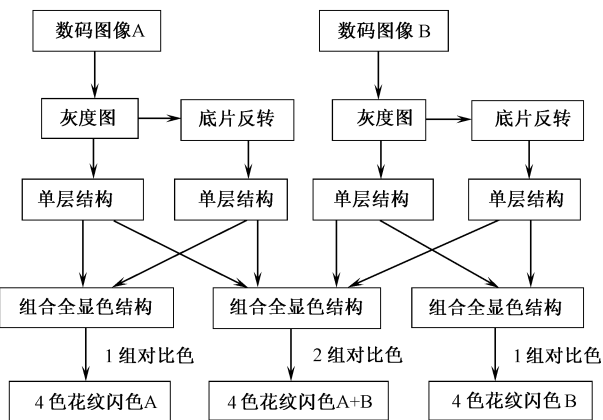 数码图像A
数码图像 B
灰度图
底片反转
灰度图
底片反转
单层结构
单层结构
单层结构
单层结构
组合全显色结构
组合全显色结构
组合全显色结构
1组对比色
2 组对比色
1组对比色
4 色花纹闪色A
4色花纹闪色A+B
4 色花纹闪色 B